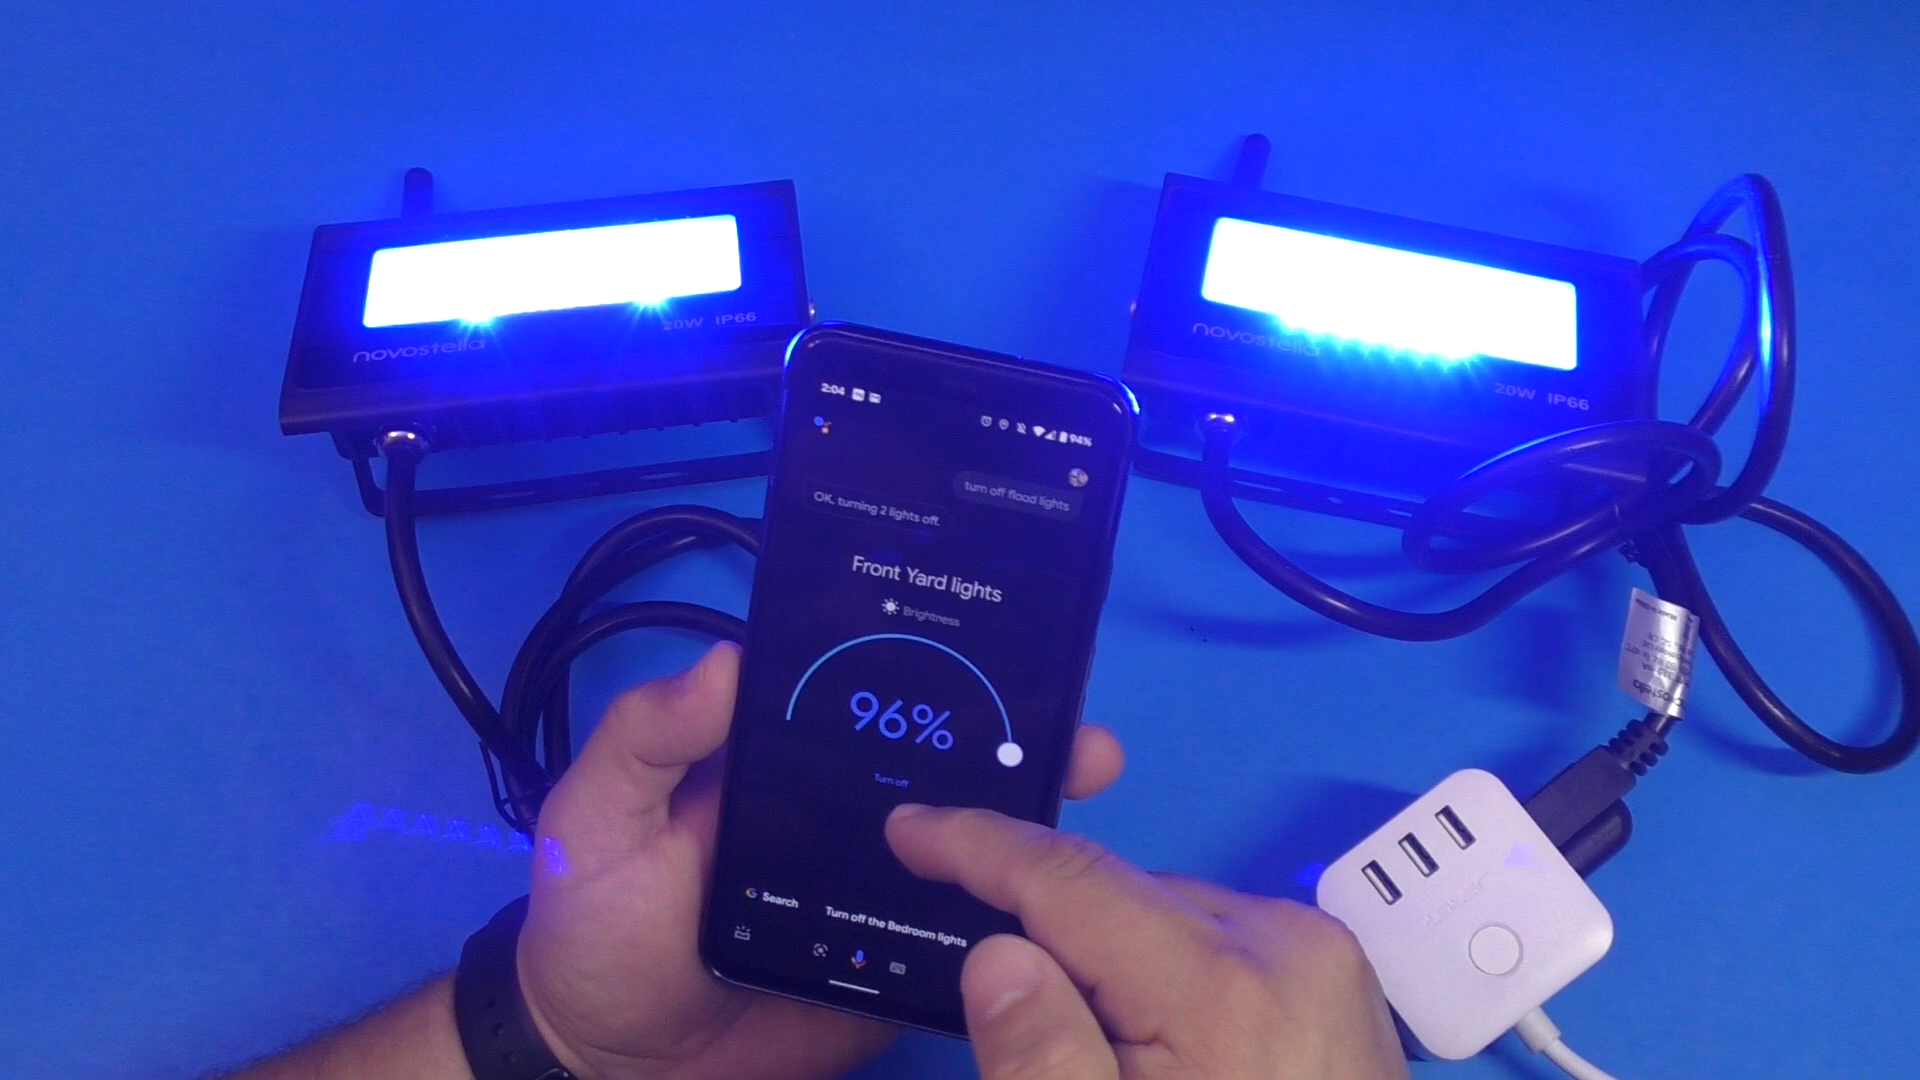 novostella
20W IP66
novostella
20W IP66
2:04
94%
turn off flood lights
OK, turning 2 lights off.
Front Yard lights
Brightness
96%
Turn off
G Search
Turn off the Bedroom lights